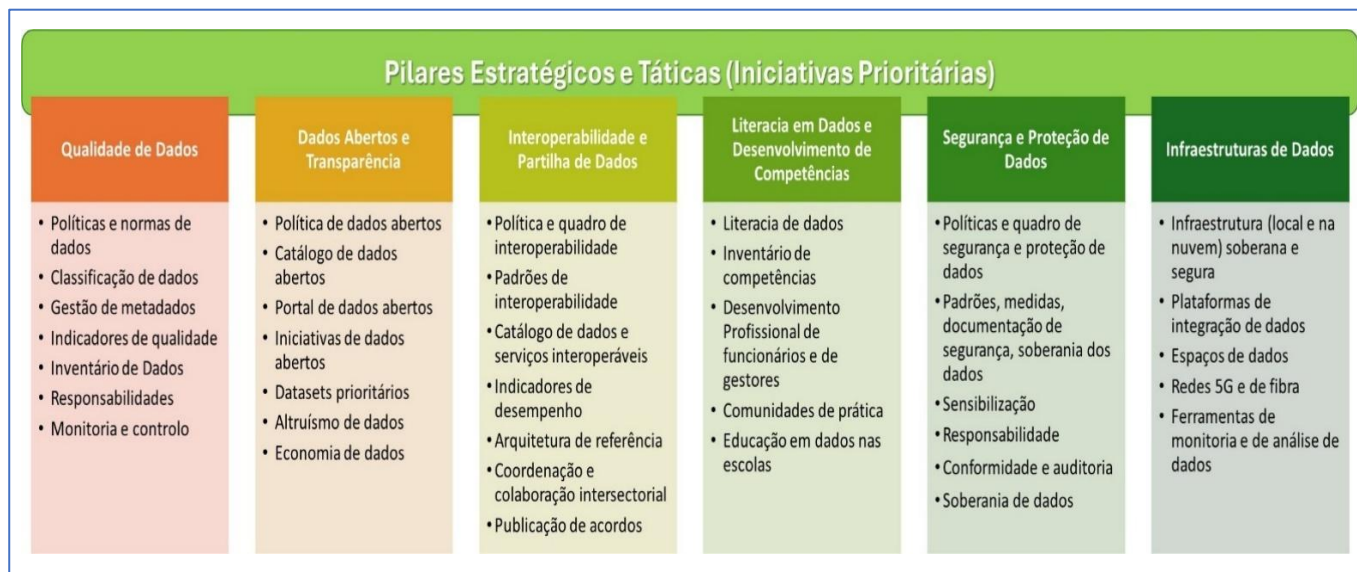 Pilares Estratégicos e Táticas (Iniciativas Prioritárias)
Qualidade de Dados
• Políticas e normas de
dados
• Classificação de dados
• Gestão de metadados
• Indicadores de qualidade
• Inventário de Dados
• Responsabilidades
• Monitoria e controlo
Dados Abertos e
Transparência
• Política de dados abertos
• Catálogo de dados
abertos
• Portal de dados abertos
• Iniciativas de dados
abertos
• Datasets prioritários
• Altruísmo de dados
• Economia de dados
Interoperabilidade e
Partilha de Dados
• Política e quadro de
interoperabilidade
• Padrões de
interoperabilidade
• Catálogo de dados e
serviços interoperáveis
• Indicadores de
desempenho
• Arquitetura de referência
• Coordenação e
colaboração intersectorial
• Publicação de acordos
Literacia em Dados e
Desenvolvimento de
Competências
• Literacia de dados
• Inventário de
competências
• Desenvolvimento
Profissional de
funcionários e de
gestores
• Comunidades de prática
• Educação em dados nas
escolas
Segurança e Proteção de
Dados
• Políticas e quadro de
segurança e proteção de
dados
• Padrões, medidas,
documentação de
segurança, soberania dos
dados
• Sensibilização
• Responsabilidade
• Conformidade e auditoria
• Soberania de dados
Infraestruturas de Dados
• Infraestrutura (local e na
nuvem) soberana e
segura
• Plataformas de
integração de dados
• Espaços de dados
• Redes 5G e de fibra
• Ferramentas de
monitoria e de análise de
dados